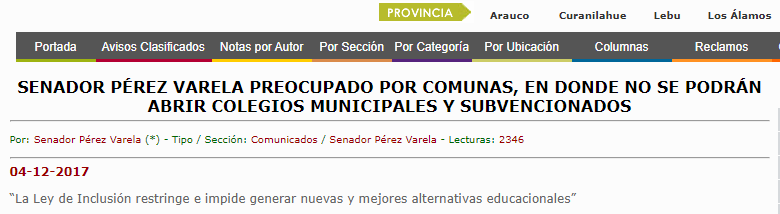 PROVINCIA Arauco Curanilahue Lebu Los Álamos
Portada Avisos Clasificados Notas por Autor Por Sección Por Categoría Por Ubicación Columnas Reclamos
SENADOR PÉREZ VARELA PREOCUPADO POR COMUNAS, EN DONDE NO SE PODRÁN
ABRIR COLEGIOS MUNICIPALES Y SUBVENCIONADOS
Por: Senador Pérez Varela (*) - Tipo / Sección: Comunicados / Senador Pérez Varela - Lecturas: 2346
04-12-2017
“La Ley de Inclusión restringe e impide generar nuevas y mejores alternativas educacionales”